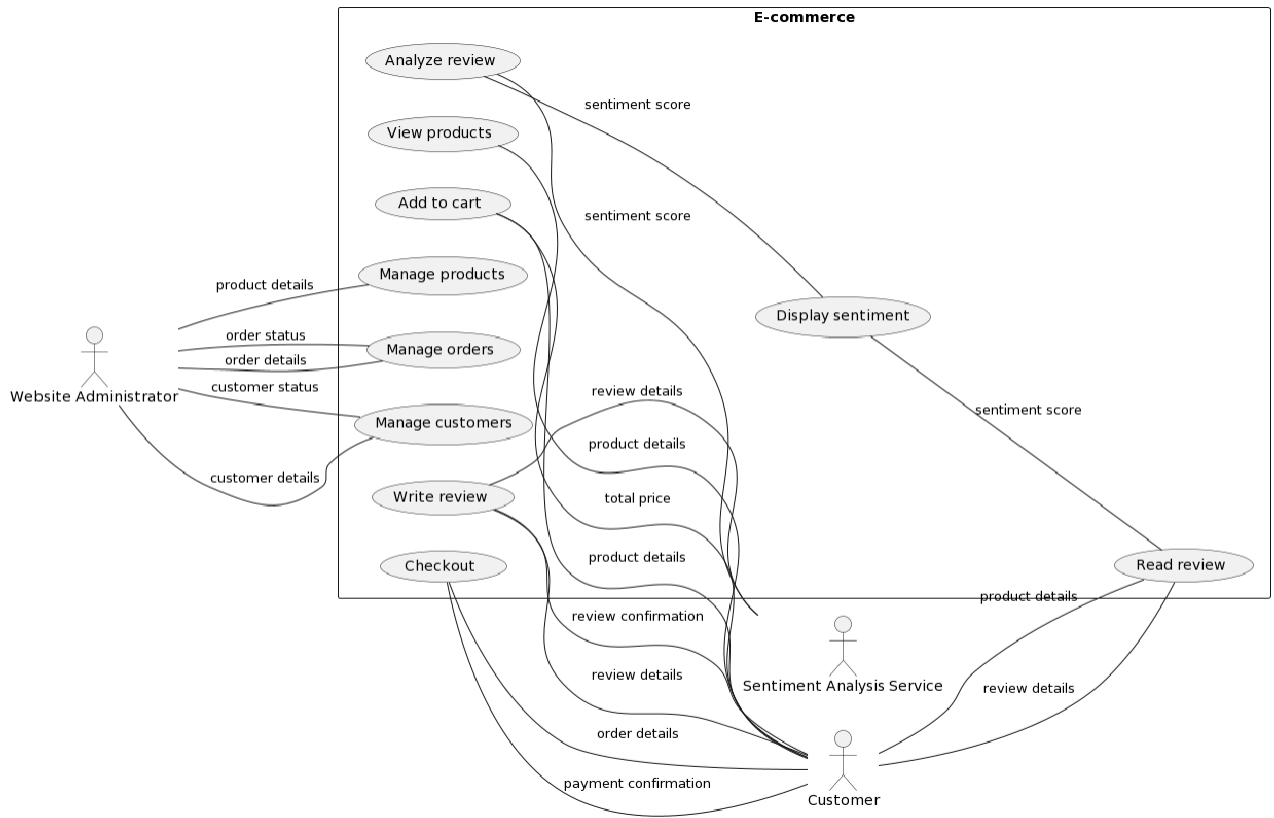 E-commerce
Analyze review
sentiment score
View products
Add to cart
sentiment score
Manage products
product details
Display sentiment
order status
Manage orders
order details
customer status
review details
Website Administrator
sentiment score
Manage customers
product details
customer details
Write review
total price
product details
Checkout
Read review
product details
review confirmation
review details
Sentiment Analysis Service
review details
order details
payment confirmation
Customer